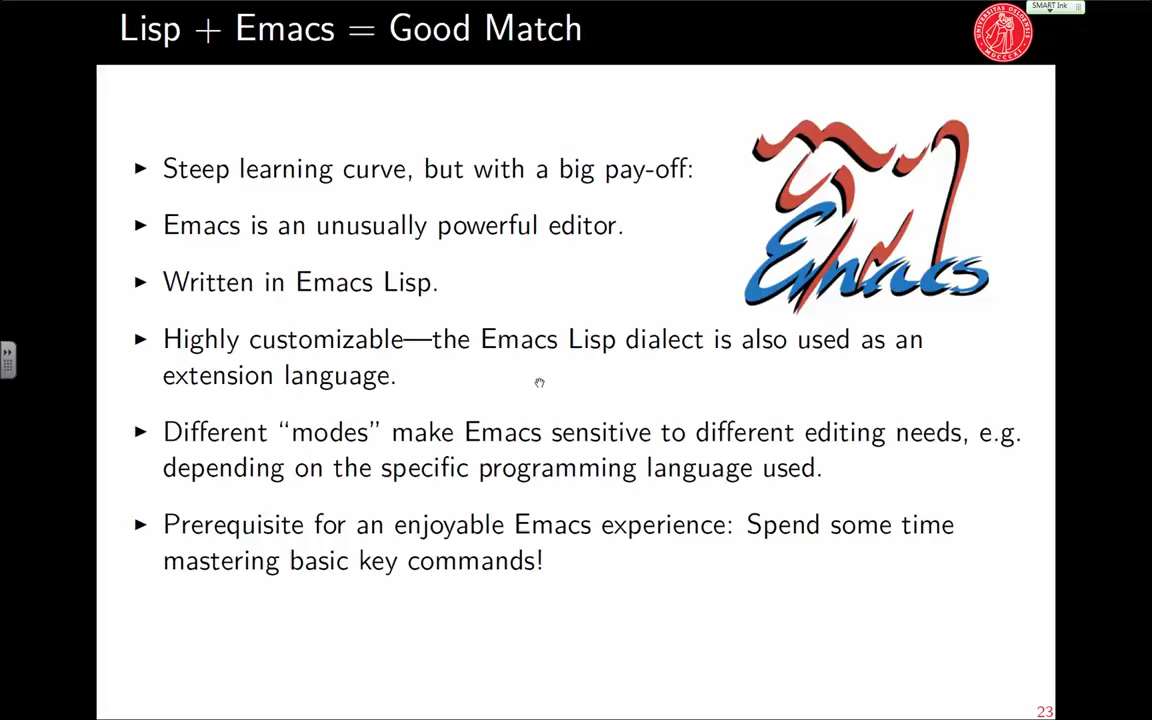 Lisp + Emacs = Good Match
SMART Ink
UNIVERSITAS OSLOENSIS
MDCCCXI
▶ Steep learning curve, but with a big pay-off:
▶ Emacs is an unusually powerful editor.
▶ Written in Emacs Lisp.
▶ Highly customizable—the Emacs Lisp dialect is also used as an
extension language.
▶ Different “modes” make Emacs sensitive to different editing needs, e.g.
depending on the specific programming language used.
▶ Prerequisite for an enjoyable Emacs experience: Spend some time
mastering basic key commands!
Emacs
23